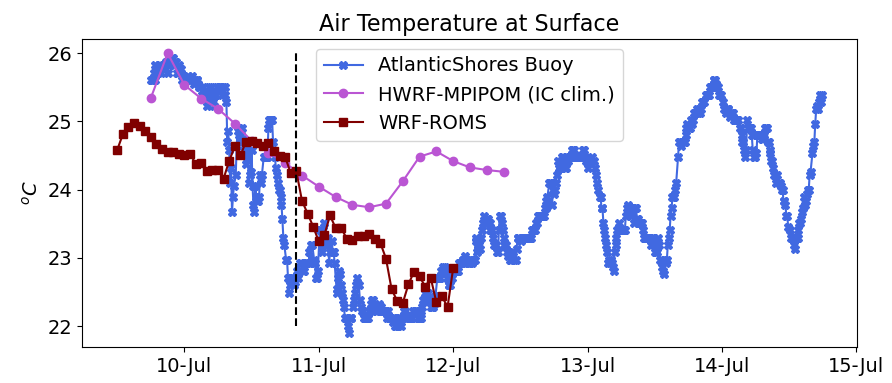 Air Temperature at Surface
AtlanticShores Buoy
HWRF-MPIPOM (IC clim.)
WRF-ROMS
°C
26
25
24
23
22
10-Jul 11-Jul 12-Jul 13-Jul 14-Jul 15-Jul